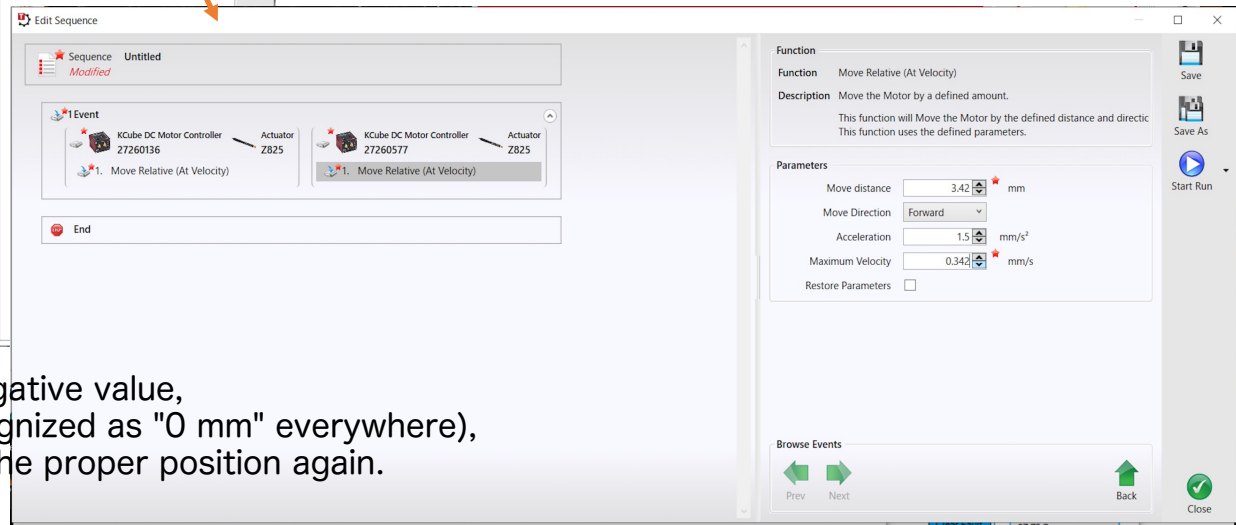 Edit Sequence
Sequence Untitled
Modified
1 Event
KCube DC Motor Controller Actuator
27260136 Z825
1. Move Relative (At Velocity)
KCube DC Motor Controller Actuator
27260577 Z825
1. Move Relative (At Velocity)
End
gative value,
gnized as "0 mm" everywhere),
he proper position again.
Function
Function Move Relative (At Velocity)
Description Move the Motor by a defined amount.
This function will Move the Motor by the defined distance and directic
This function uses the defined parameters.
Parameters
Move distance 3.42 mm
Move Direction Forward
Acceleration 1.5 mm/s²
Maximum Velocity 0.342 mm/s
Restore Parameters
Browse Events
Prev Next
Back
Save
Save As
Start Run
Close